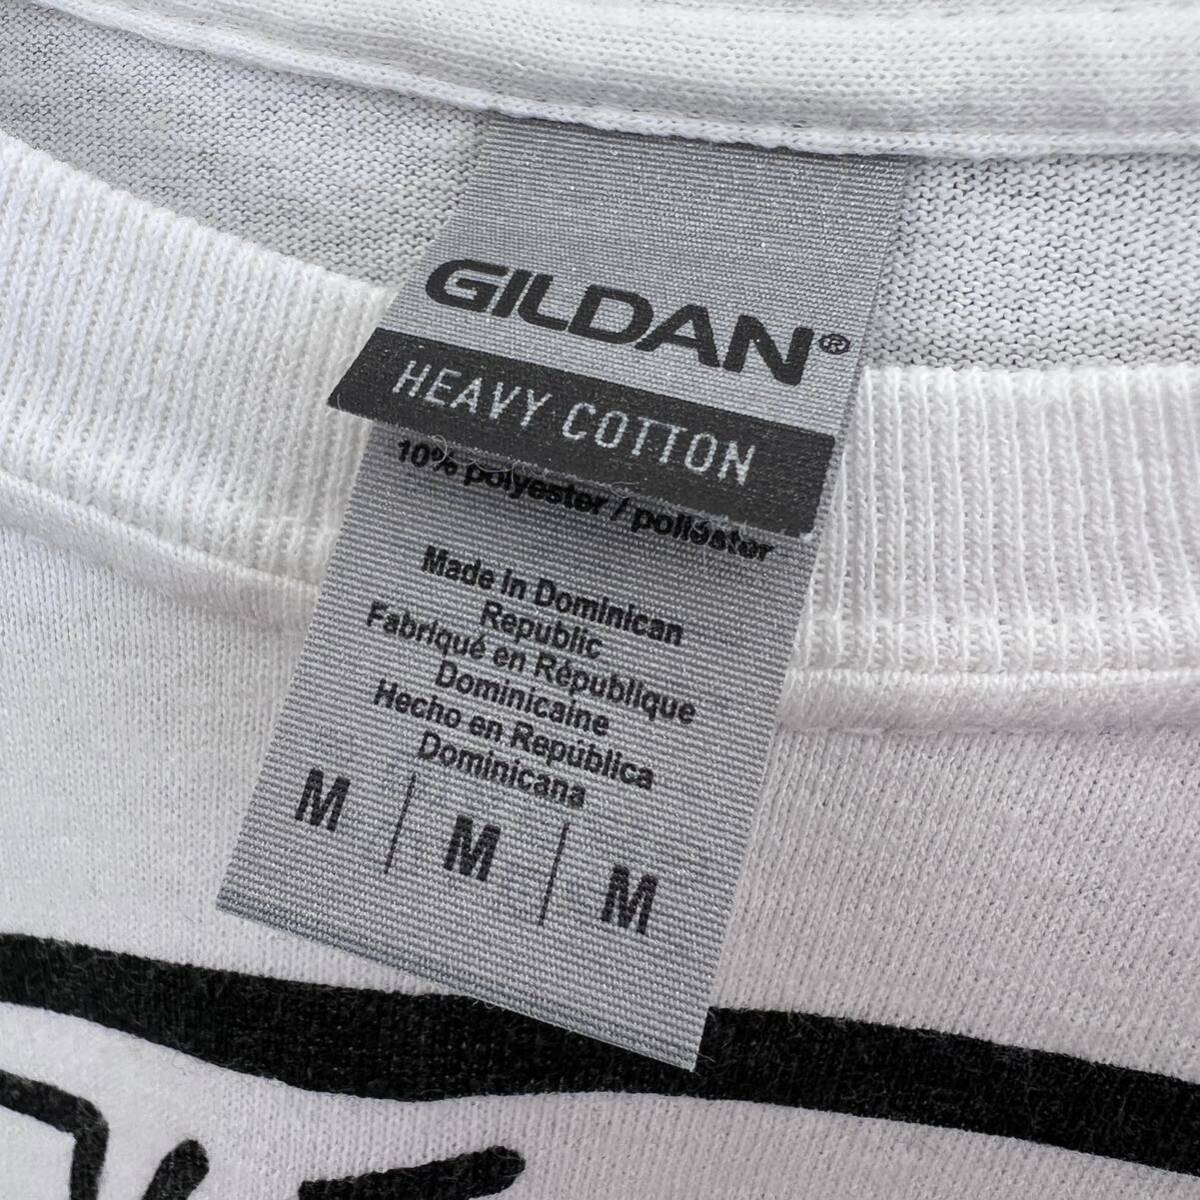 GILDAN®
HEAVY COTTON
10% polyester / poliéster
Made in Dominican
Republic
Fabriqué en République
Dominicaine
Hecho en República
Dominicana
M | M | M